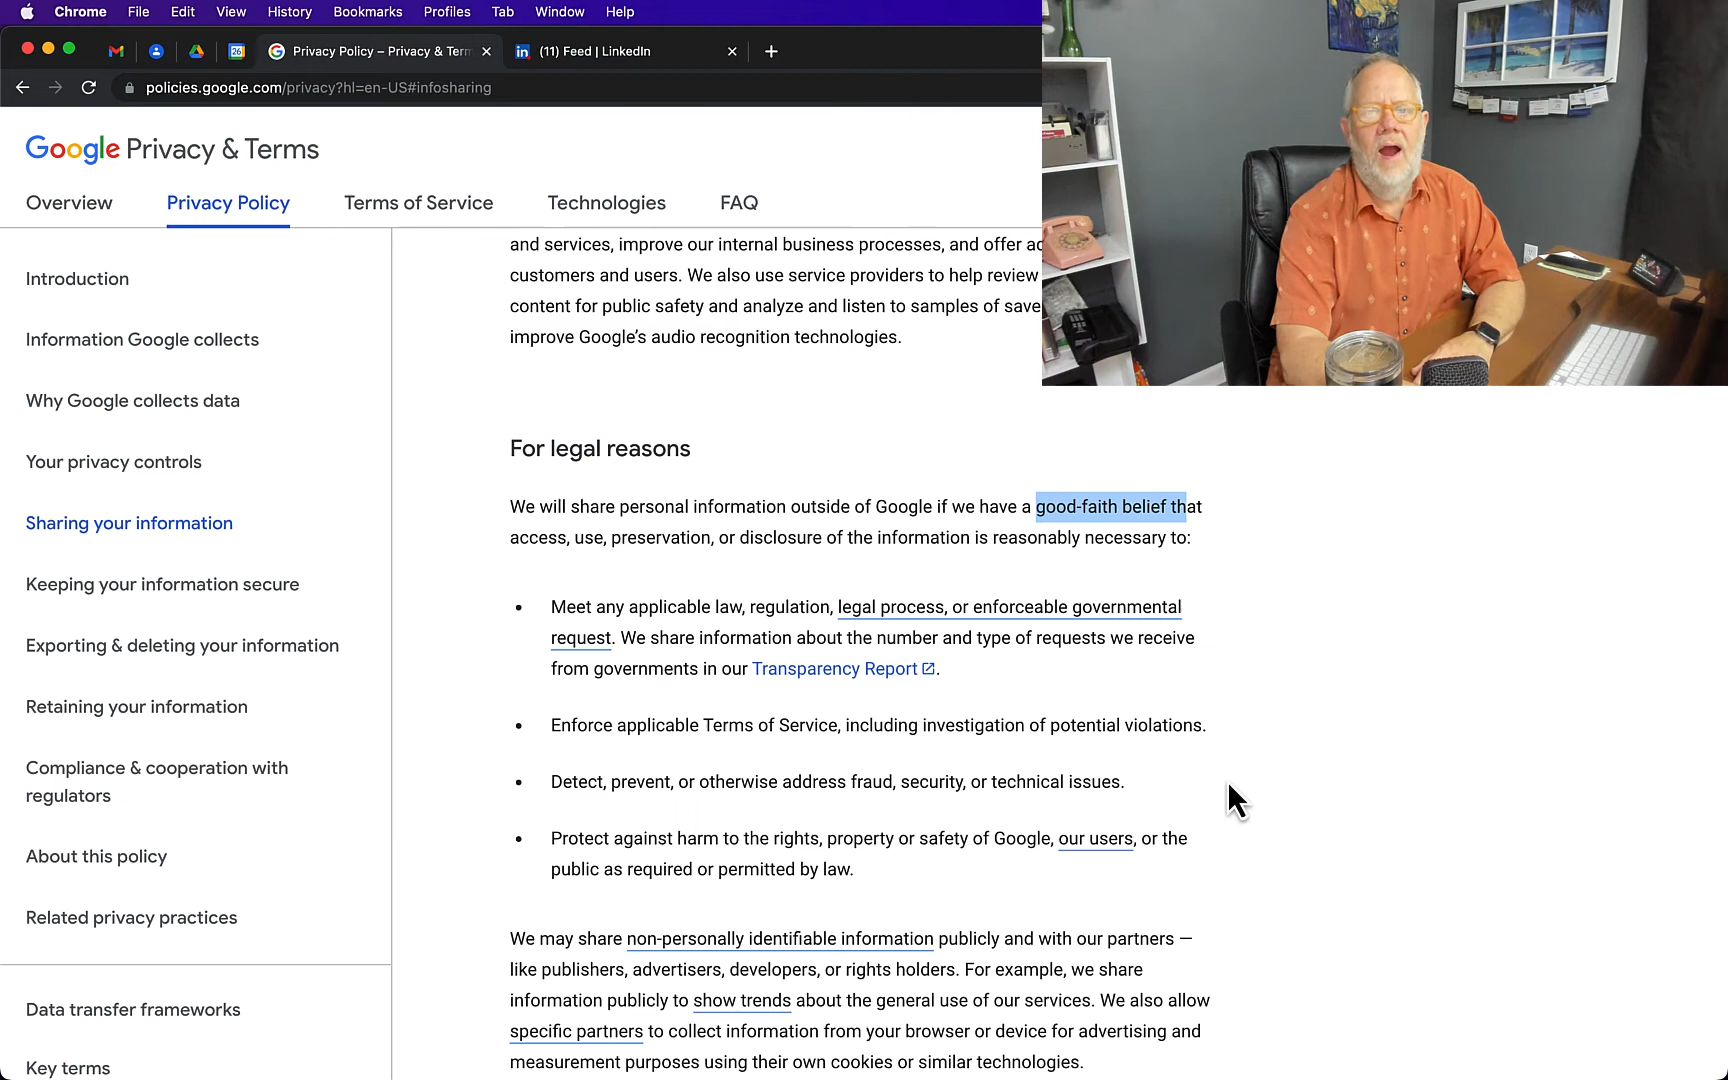 Chrome File Edit View History Bookmarks Profiles Tab Window Help
26 Privacy Policy – Privacy & Term (11) Feed | LinkedIn
policies.google.com/privacy?hl=en-US#infosharing
Google Privacy & Terms
Overview Privacy Policy Terms of Service Technologies FAQ
Introduction
Information Google collects
Why Google collects data
Your privacy controls
Sharing your information
Keeping your information secure
Exporting & deleting your information
Retaining your information
Compliance & cooperation with
regulators
About this policy
Related privacy practices
Data transfer frameworks
Key terms
and services, improve our internal business processes, and offer
customers and users. We also use service providers to help review
content for public safety and analyze and listen to samples of save
improve Google’s audio recognition technologies.
For legal reasons
We will share personal information outside of Google if we have a good-faith belief that
access, use, preservation, or disclosure of the information is reasonably necessary to:
• Meet any applicable law, regulation, legal process, or enforceable governmental
request. We share information about the number and type of requests we receive
from governments in our Transparency Report.
• Enforce applicable Terms of Service, including investigation of potential violations.
• Detect, prevent, or otherwise address fraud, security, or technical issues.
• Protect against harm to the rights, property or safety of Google, our users, or the
public as required or permitted by law.
We may share non-personally identifiable information publicly and with our partners —
like publishers, advertisers, developers, or rights holders. For example, we share
information publicly to show trends about the general use of our services. We also allow
specific partners to collect information from your browser or device for advertising and
measurement purposes using their own cookies or similar technologies.